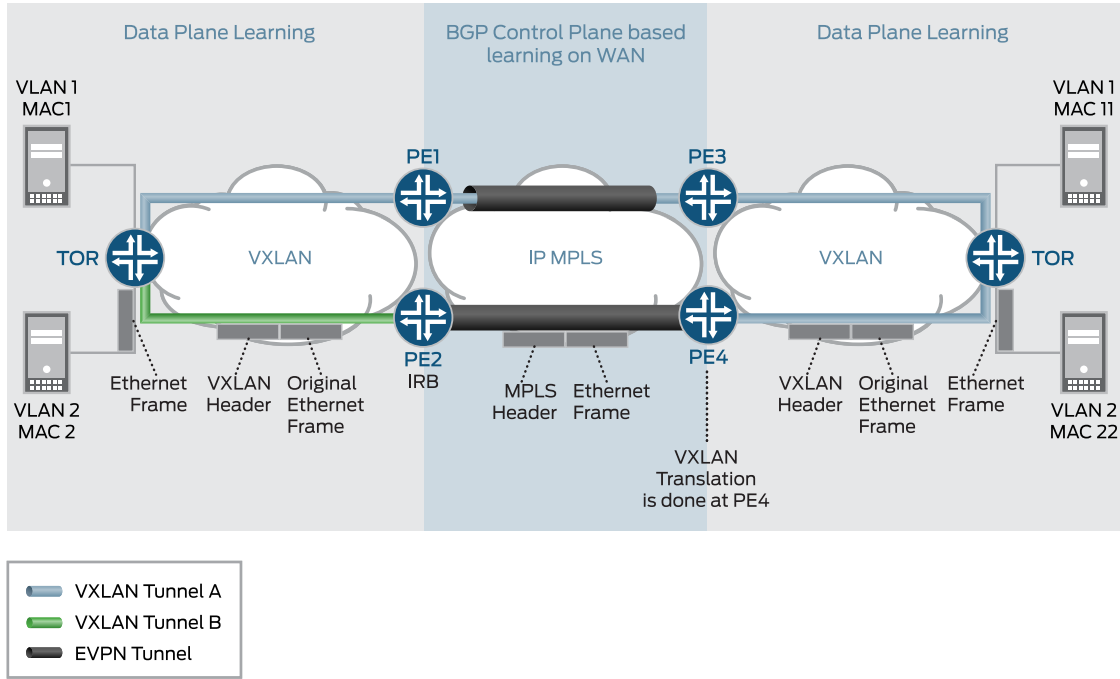 Data Plane Learning
BGP Control Plane based
learning on WAN
Data Plane Learning
VLAN 1
MAC1
VLAN 1
MAC 11
PE1
PE3
TOR
VXLAN
IP MPLS
VXLAN
TOR
PE2
IRB
PE4
VLAN 2
MAC 2
Ethernet
Frame
VXLAN
Header
Original
Ethernet
Frame
MPLS
Header
Ethernet
Frame
VXLAN
Header
Original
Ethernet
Frame
Ethernet
Frame
VLAN 2
MAC 22
VXLAN
Translation
is done at PE4
VXLAN Tunnel A
VXLAN Tunnel B
EVPN Tunnel